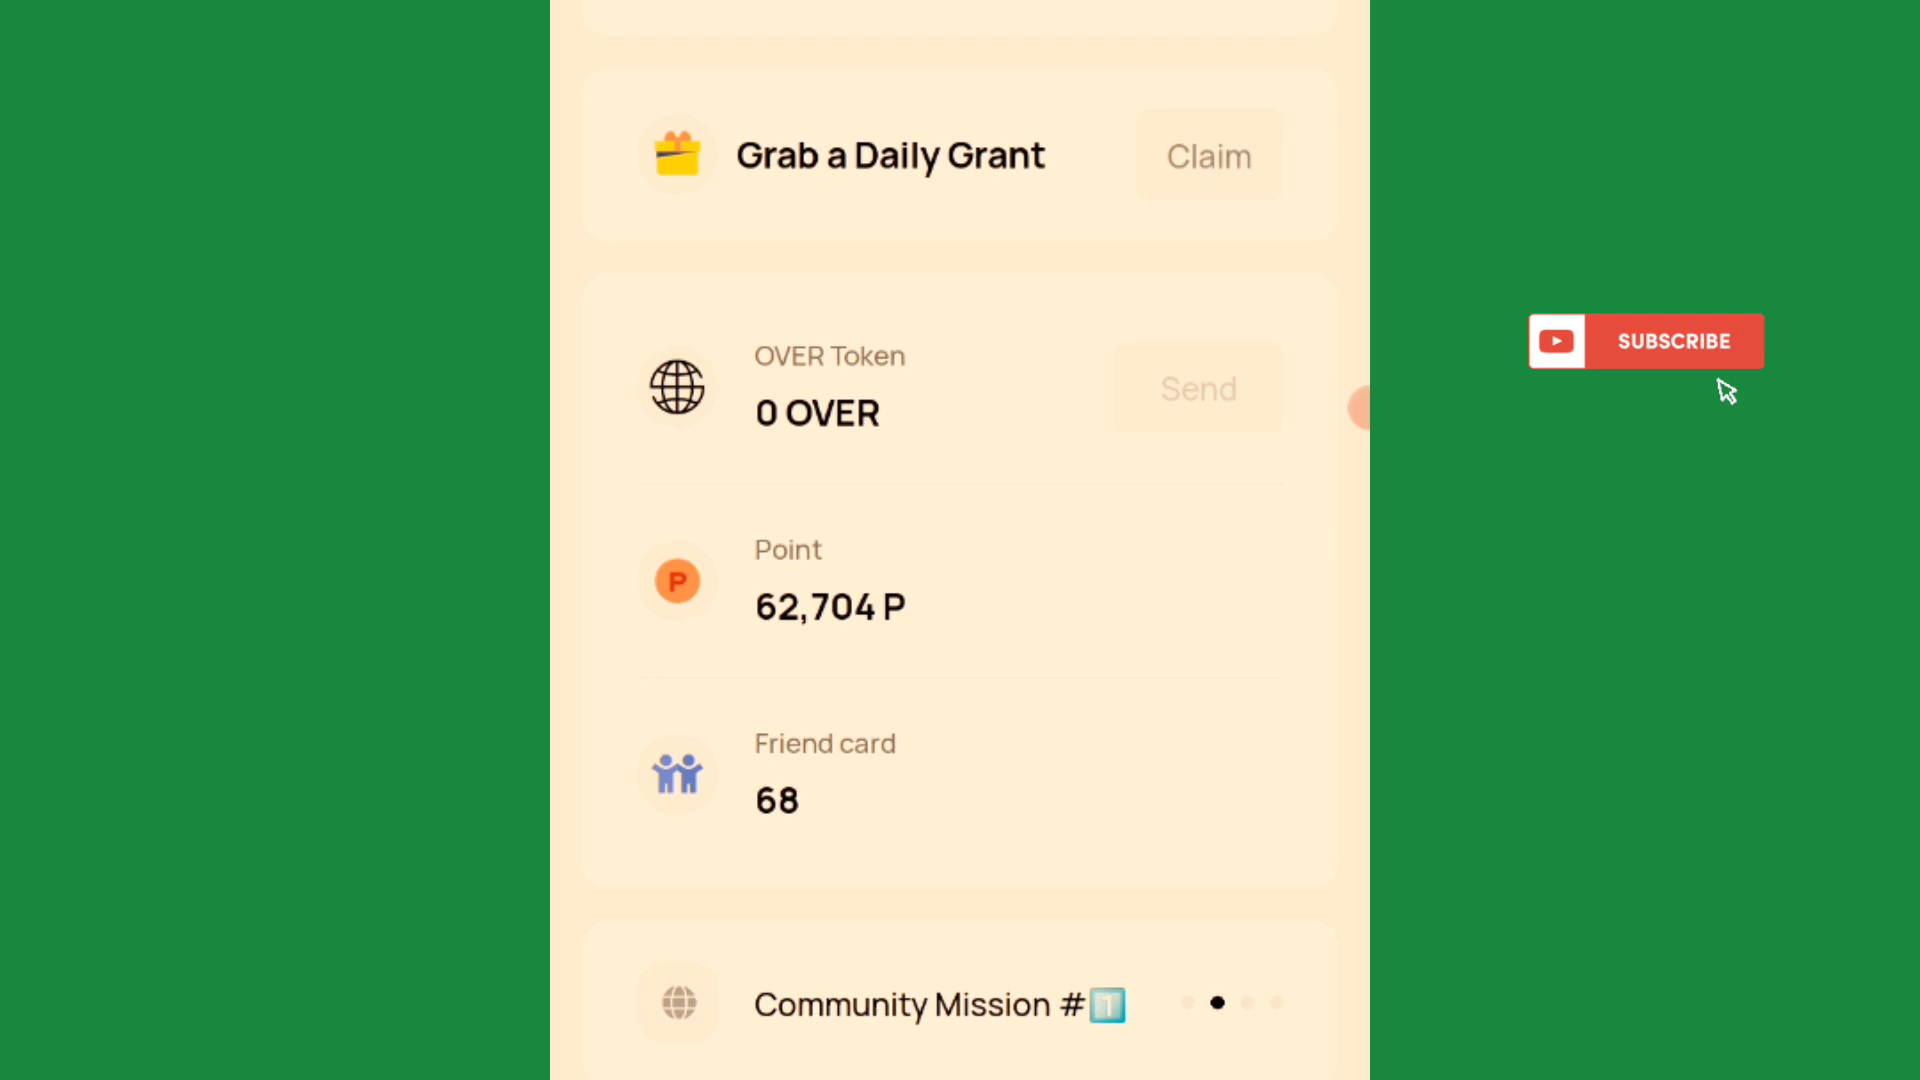 Grab a Daily Grant
Claim
OVER Token
0 OVER
Send
SUBSCRIBE
Point
P
62,704 P
Friend card
68
Community Mission #1️⃣